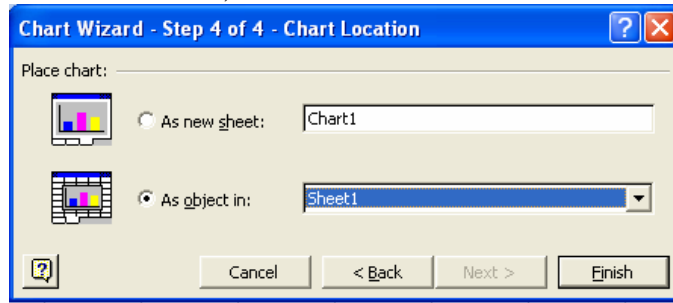 Chart Wizard - Step 4 of 4 - Chart Location
Place chart:
As new sheet: Chart1
As object in: Sheet1
Cancel < Back Next > Finish